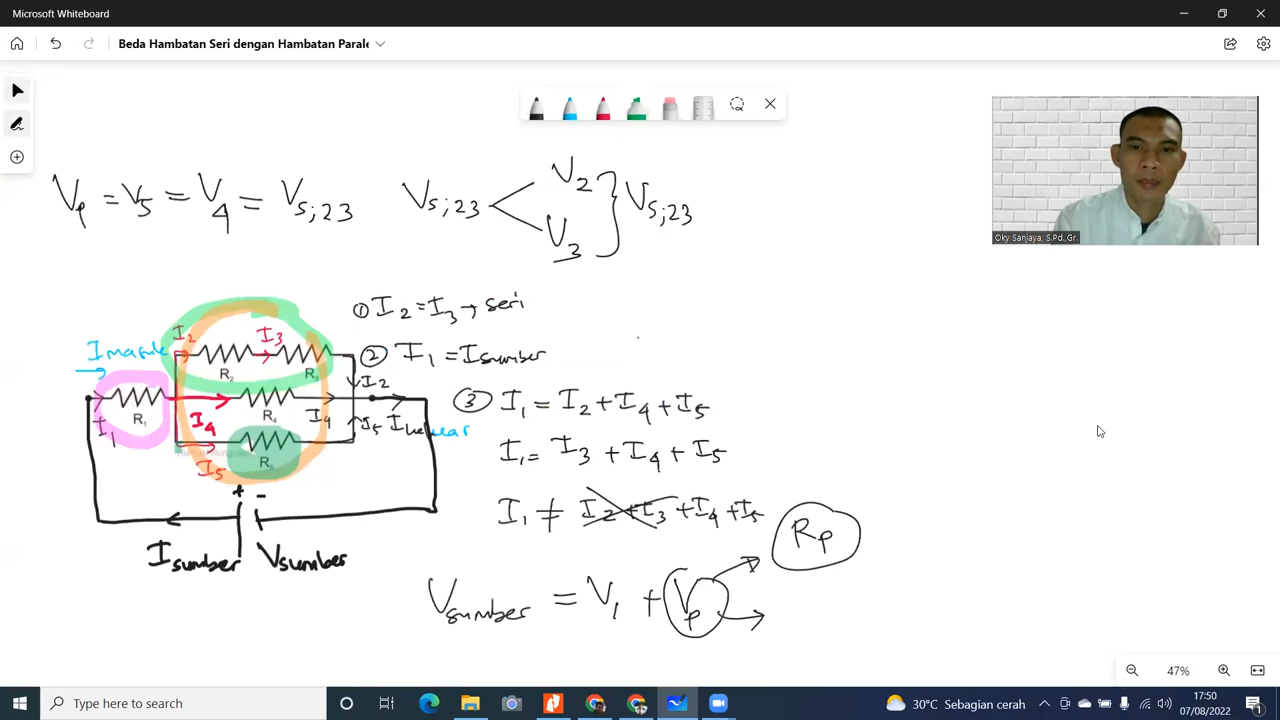 Microsoft Whiteboard
Beda Hambatan Seri dengan Hambatan Parale
Oky Sanjaya, S.Pd.,Gr.
Vp = V5 = V4 = Vs;23
Vs;23 < V2 V3 } Vs;23
① I2 = I3 → seri
② I1 = Isumber
③ I1 = I2 + I4 + I5
I1 = I3 + I4 + I5
I1 ≠ I2 + I3 + I4 + I5
Rp
Vsumber = V1 + Vp
Imasuk
I2 I3
R2 R3
I2
I1 R1
I4 R4 I4
I5 Ikeluar
I5
+ -
Isumber Vsumber
47%
Type here to search
30°C Sebagian cerah
17:50
07/08/2022